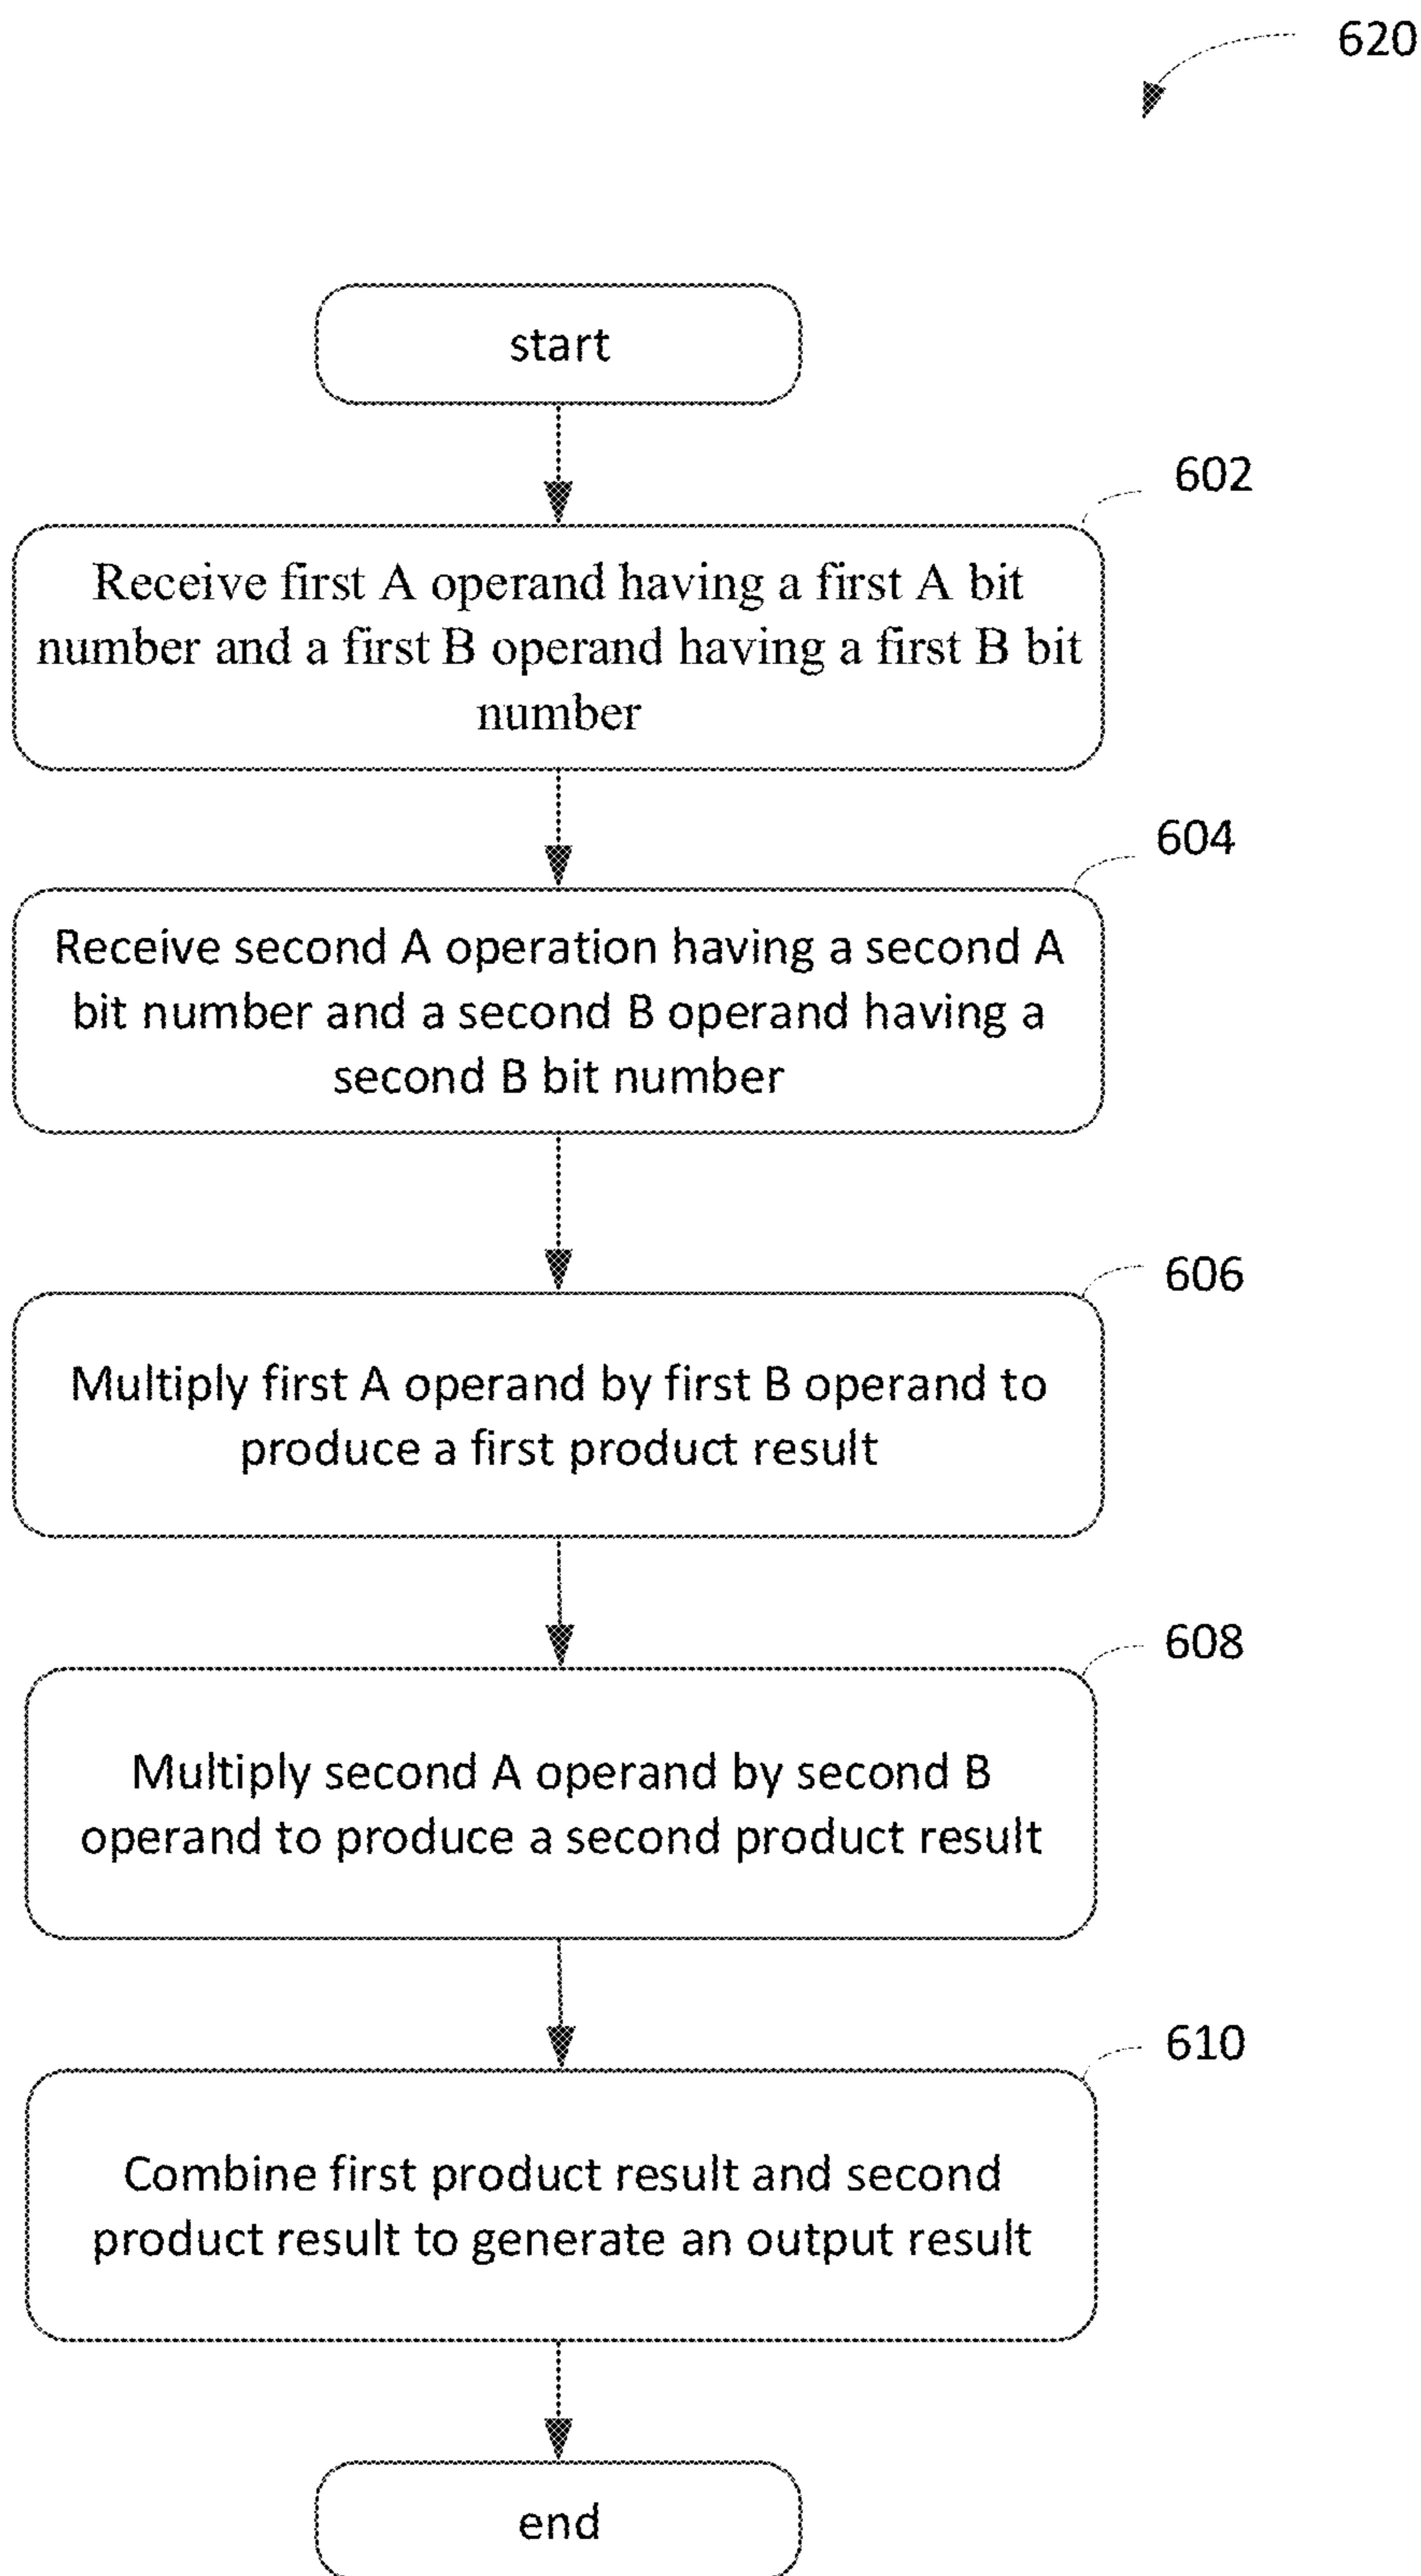 620
start
602
Receive first A operand having a first A bit
number and a first B operand having a first B bit
number
604
Receive second A operation having a second A
bit number and a second B operand having a
second B bit number
606
Multiply first A operand by first B operand to
produce a first product result
608
Multiply second A operand by second B
operand to produce a second product result
610
Combine first product result and second
product result to generate an output result
end